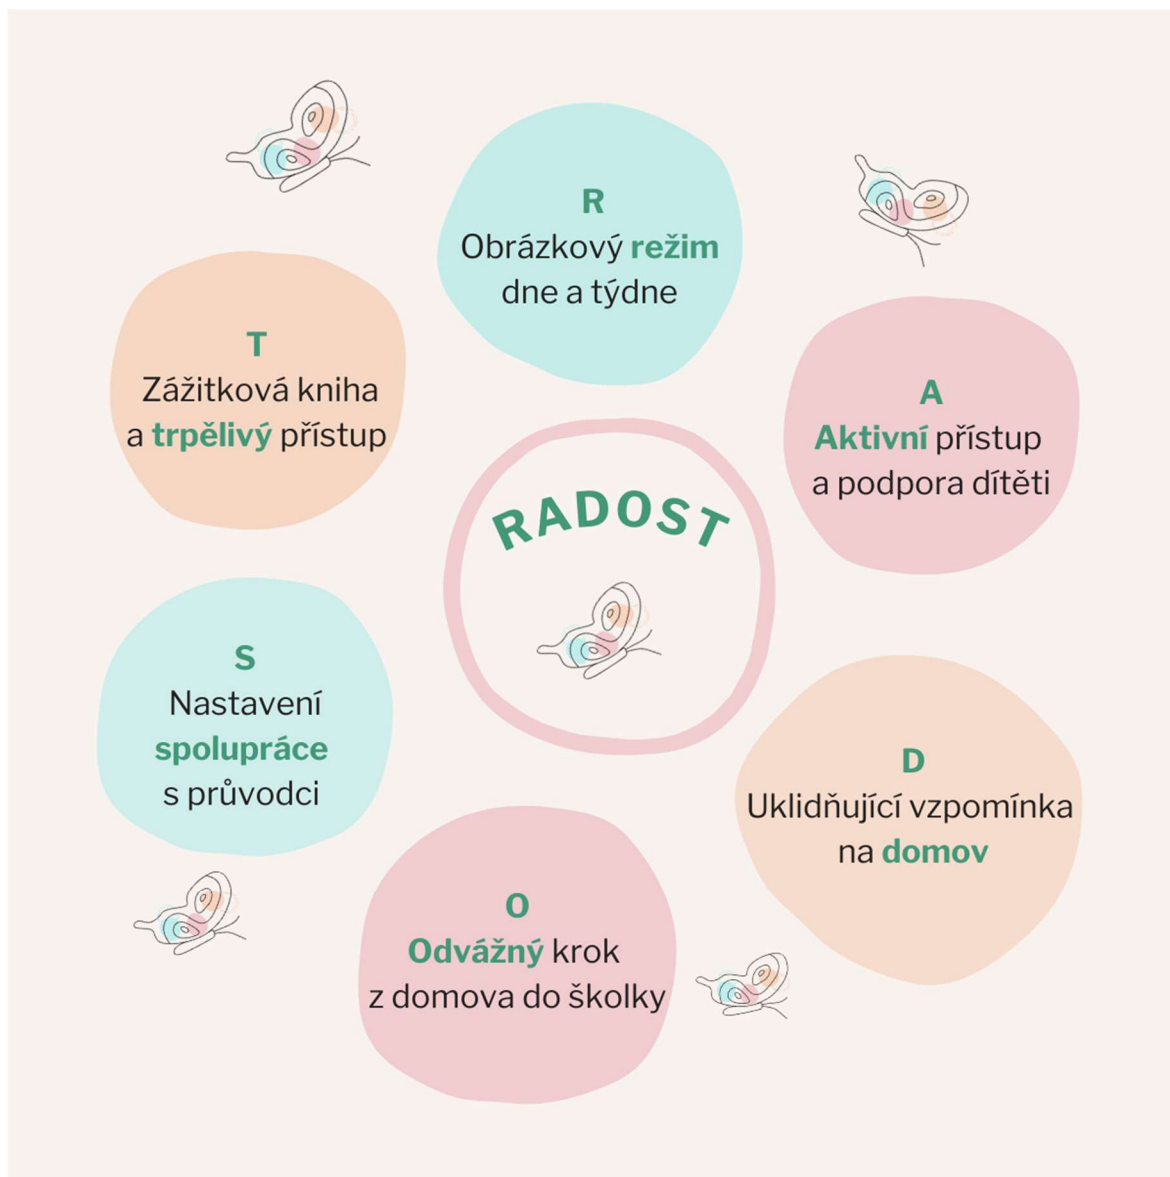 RADOST
R
Obrázkový režim
dne a týdne
A
Aktivní přístup
a podpora dítěti
D
Uklidňující vzpomínka
na domov
O
Odvážný krok
z domova do školky
S
Nastavení
spolupráce
s průvodci
T
Zážitková kniha
a trpělivý přístup